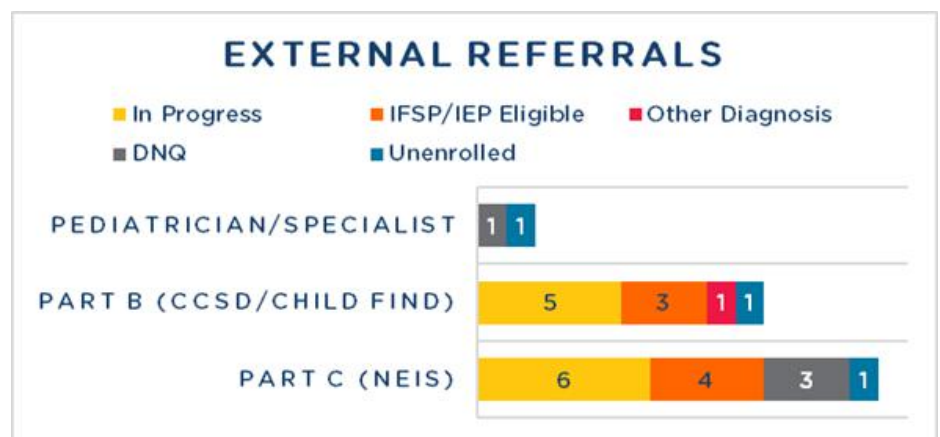 EXTERNAL REFERRALS
In Progress IFSP/IEP Eligible Other Diagnosis
DNQ Unenrolled
PEDIATRICIAN/SPECIALIST 1 1
PART B (CCSD/CHILD FIND) 5 3 1 1
PART C (NEIS) 6 4 3 1